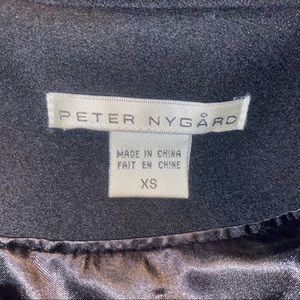 PETER NYGÅRD
MADE IN CHINA
FAIT EN CHINE
XS